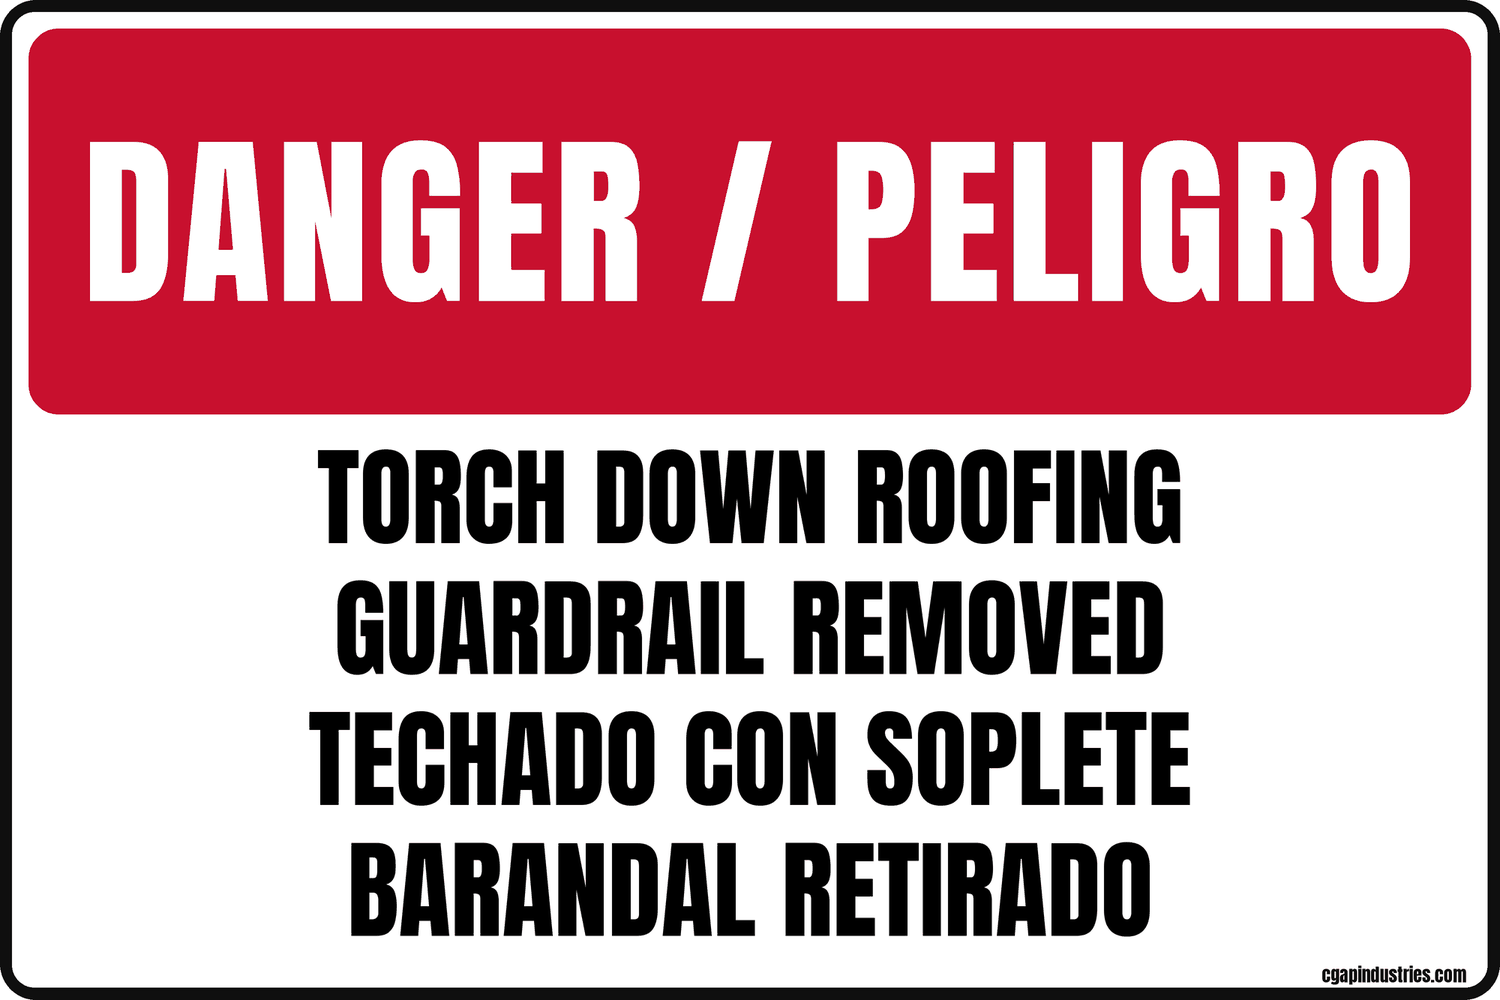 DANGER / PELIGRO
TORCH DOWN ROOFING
GUARDRAIL REMOVED
TECHADO CON SOPLETE
BARANDAL RETIRADO
cgapindustries.com